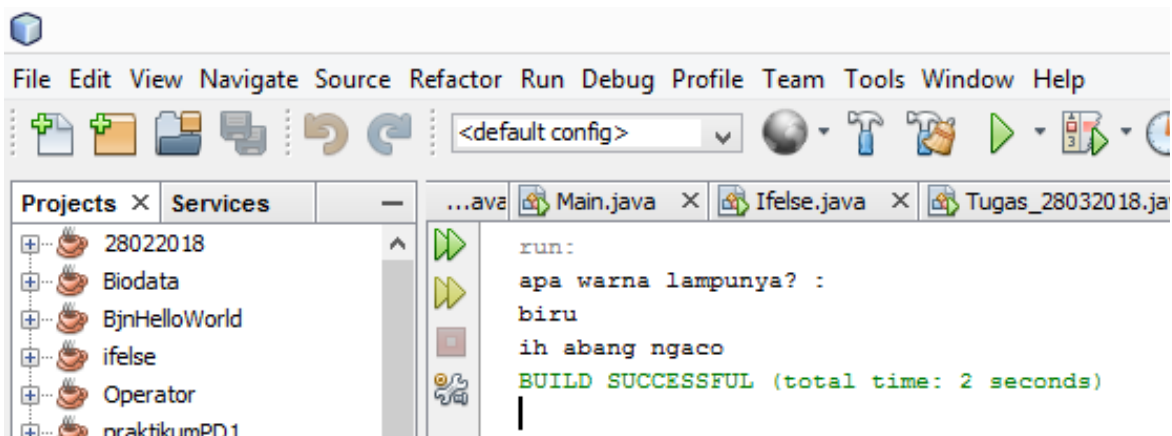 File Edit View Navigate Source Refactor Run Debug Profile Team Tools Window Help
<default config>
Projects Services
...ava Main.java Ifelse.java Tugas_28032018.ja
28022018
Biodata
BjnHelloWorld
ifelse
Operator
praktikumPD1
run:
apa warna lampunya? :
biru
ih abang ngaco
BUILD SUCCESSFUL (total time: 2 seconds)